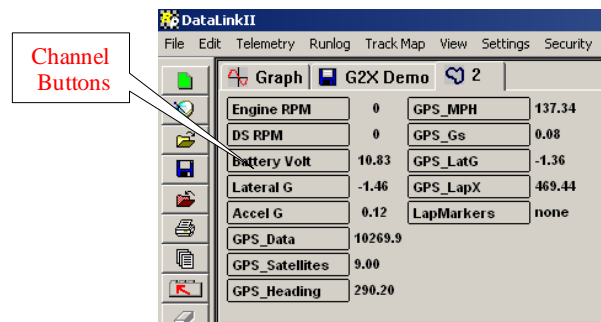 DataLinkII
File Edit Telemetry Runlog Track Map View Settings Security
Channel
Buttons
Graph G2X Demo 2
Engine RPM 0 GPS_MPH 137.34
DS RPM 0 GPS_Gs 0.08
Battery Volt 10.83 GPS_LatG -1.36
Lateral G -1.46 GPS_LapX 469.44
Accel G 0.12 LapMarkers none
GPS_Data 10269.9
GPS_Satellites 9.00
GPS_Heading 290.20